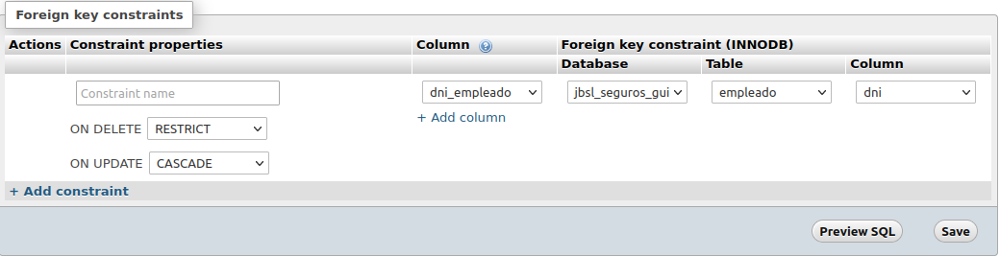 Foreign key constraints
Actions Constraint properties Column Foreign key constraint (INNODB)
Database Table Column
Constraint name dni_empleado jbsl_seguros_gui empleado dni
+ Add column
ON DELETE RESTRICT
ON UPDATE CASCADE
+ Add constraint
Preview SQL Save